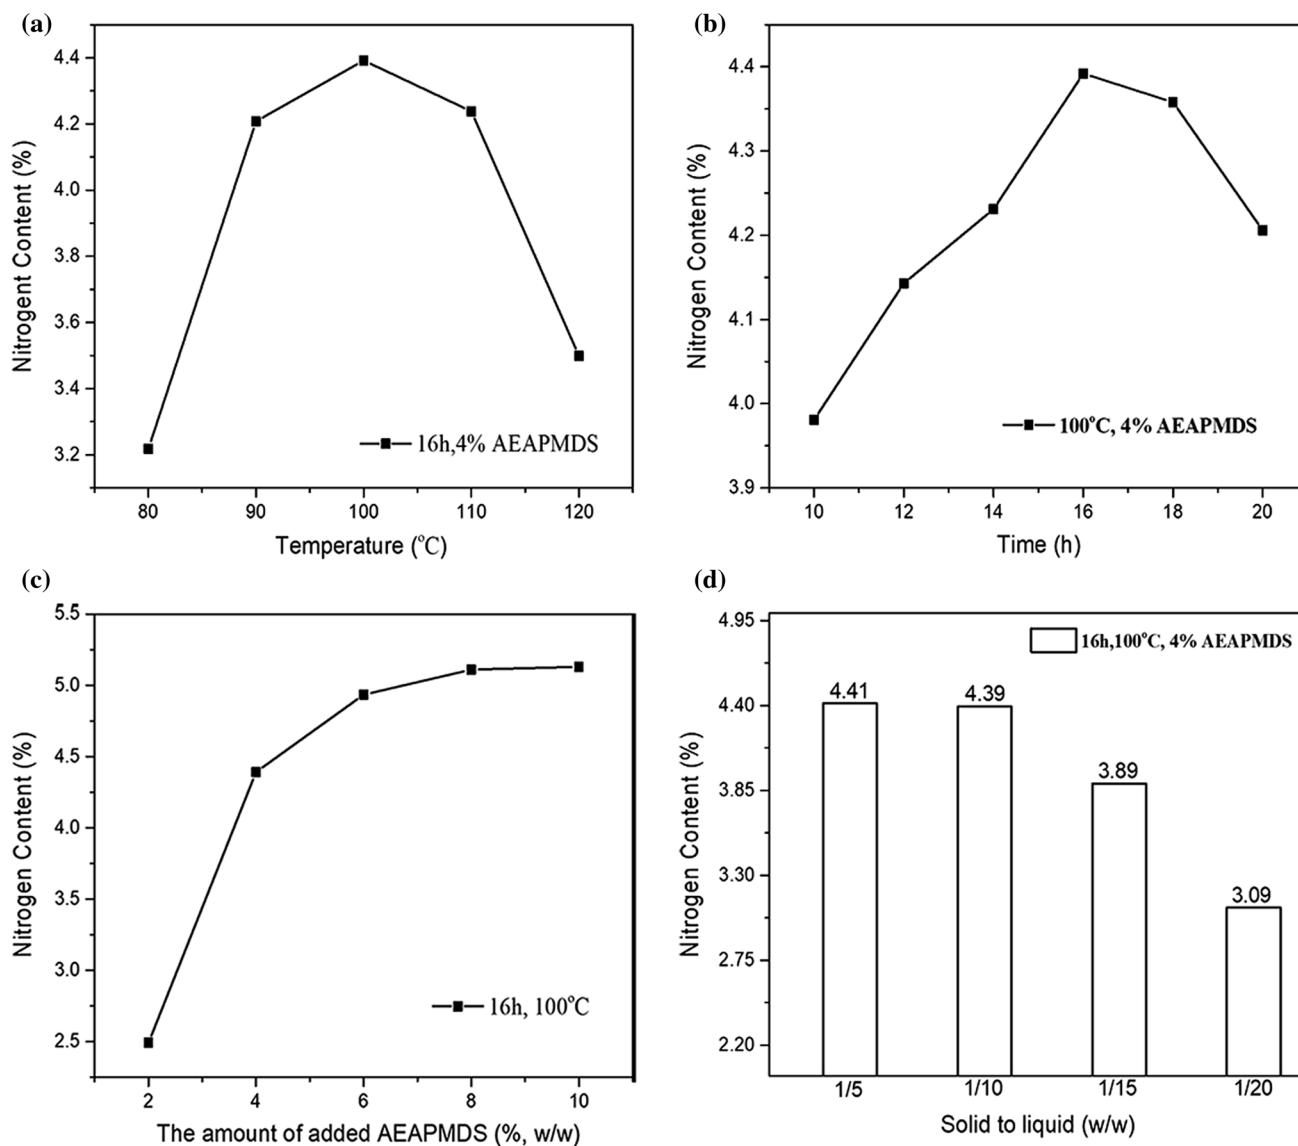 (a)
Nitrogent Content (%)
4.4
4.2
4.0
3.8
3.6
3.4
3.2
16h,4% AEAPMDS
80 90 100 110 120
Temperature (°C)
(b)
Nitrogen Content (%)
4.4
4.3
4.2
4.1
4.0
3.9
100°C, 4% AEAPMDS
10 12 14 16 18 20
Time (h)
(c)
Nitrogen Content (%)
5.5
5.0
4.5
4.0
3.5
3.0
2.5
16h, 100°C
2 4 6 8 10
The amount of added AEAPMDS (%, w/w)
(d)
Nitrogen Content (%)
4.95
4.40
3.85
3.30
2.75
2.20
16h,100°C, 4% AEAPMDS
4.41 4.39
3.89
3.09
1/5 1/10 1/15 1/20
Solid to liquid (w/w)